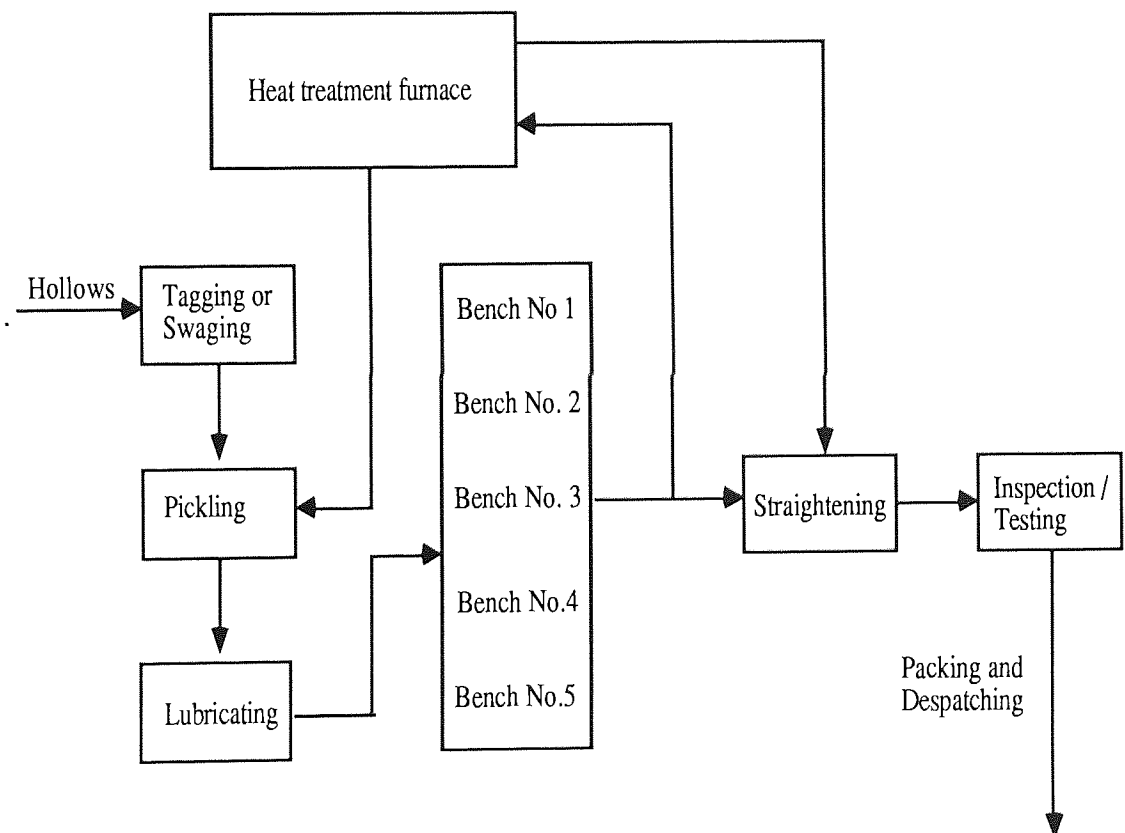 Heat treatment furnace
Hollows
Tagging or
Swaging
Pickling
Lubricating
Bench No 1
Bench No. 2
Bench No. 3
Bench No.4
Bench No.5
Straightening
Inspection /
Testing
Packing and
Despatching